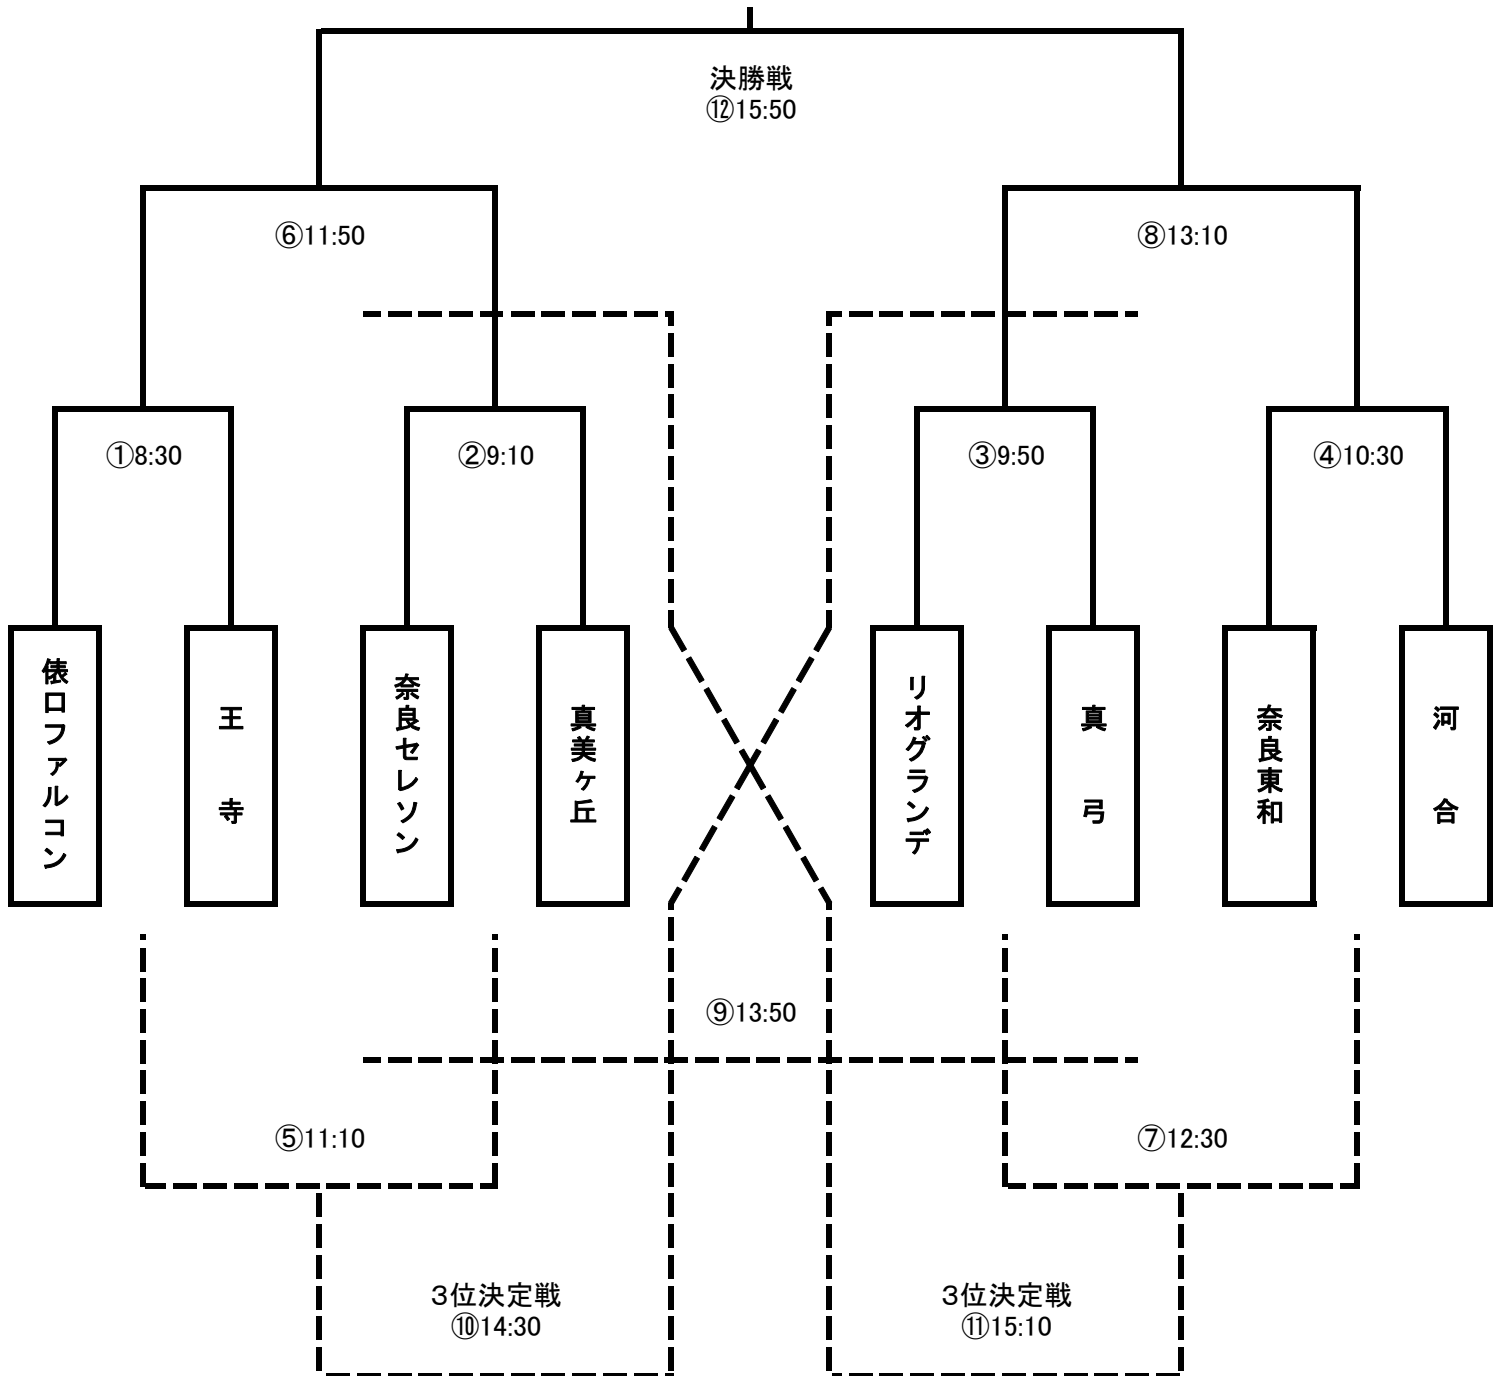 決勝戦
⑫15:50
⑥11:50
⑧13:10
①8:30
②9:10
③9:50
④10:30
俵口ファルコン
王寺
奈良セレソン
真美ヶ丘
リオグランデ
真弓
奈良東和
河合
⑨13:50
⑤11:10
⑦12:30
3位決定戦
⑩14:30
3位決定戦
⑪15:10